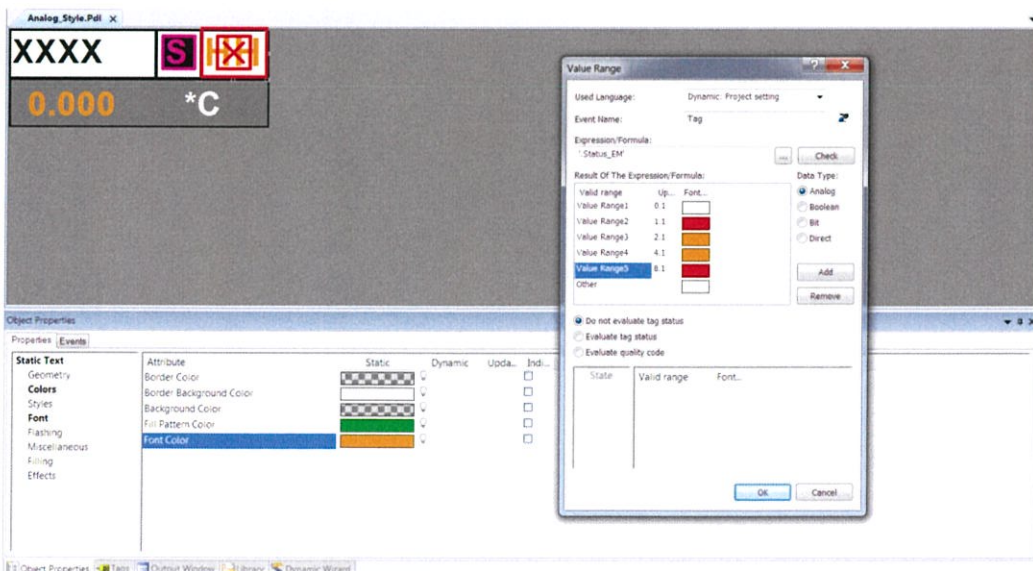 Analog_Style.Pdl X
XXXX S H
0.000 *C
Value Range
Used Language: Dynamic: Project setting
Event Name: Tag
Expression/Formula:
'.Status_EM' ... Check
Result Of The Expression/Formula: Data Type:
Valid range Up... Font... Analog
Value Range1 0.1 Boolean
Value Range2 1.1 Bit
Value Range3 2.1 Direct
Value Range4 4.1
Value Range5 8.1 Add
Other Remove
Do not evaluate tag status
Evaluate tag status
Evaluate quality code
State Valid range Font...
OK Cancel
Object Properties
Properties Events
Static Text Attribute Static Dynamic Upda... Indi...
Geometry Border Color
Colors Border Background Color
Styles Background Color
Font Fill Pattern Color
Flashing Font Color
Miscellaneous
Filling
Effects
Object Properties Tags Output Window Library Dynamic Wizard